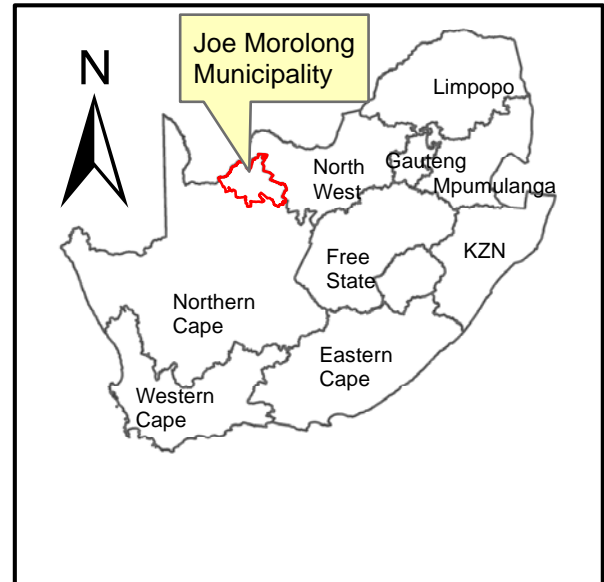 Joe Morolong
Municipality
N
Limpopo
North
West
Gauteng
Mpumulanga
Free
State
KZN
Northern
Cape
Eastern
Cape
Western
Cape